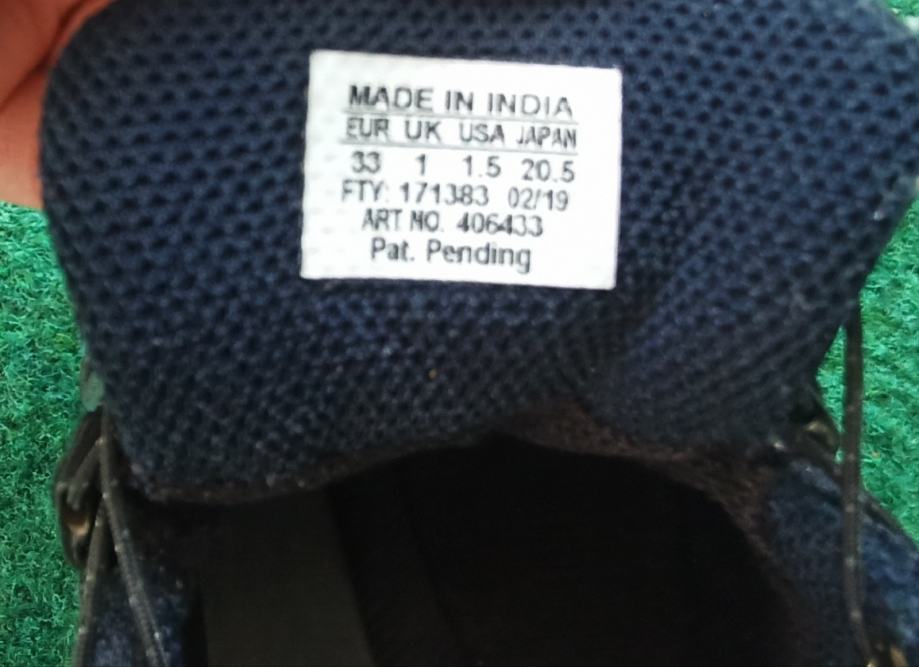 MADE IN INDIA
EUR UK USA JAPAN
33 1 1.5 20.5
FTY: 171383 02/19
ART NO. 406433
Pat. Pending